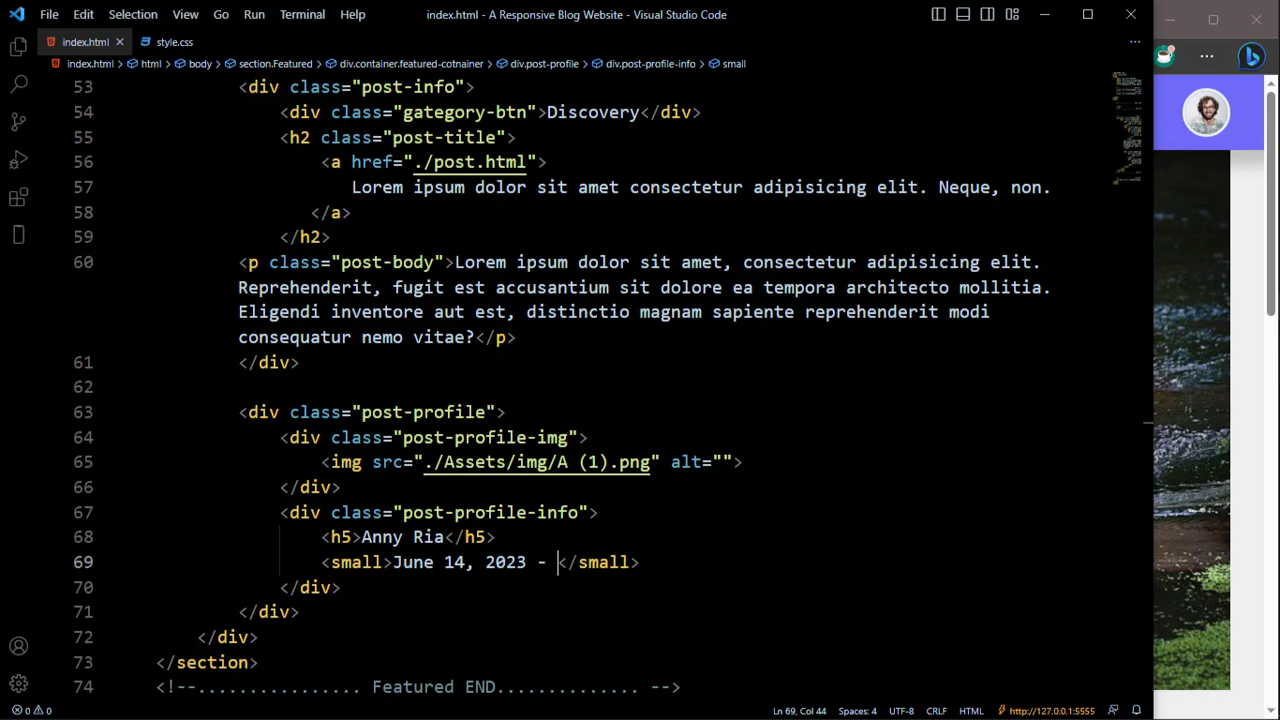 File Edit Selection View Go Run Terminal Help index.html - A Responsive Blog Website - Visual Studio Code
index.html style.css
index.html > html > body > section.Featured > div.container.featured-cotnaner > div.post-profile > div.post-profile-info > small
53 <div class="post-info">
54 <div class="gategory-btn">Discovery</div>
55 <h2 class="post-title">
56 <a href="./post.html">
57 Lorem ipsum dolor sit amet consectetur adipisicing elit. Neque, non.
58 </a>
59 </h2>
60 <p class="post-body">Lorem ipsum dolor sit amet, consectetur adipisicing elit.
Reprehenderit, fugit est accusantium sit dolore ea tempora architecto mollitia.
Eligendi inventore aut est, distinctio magnam sapiente reprehenderit modi
consequatur nemo vitae?</p>
61 </div>
62
63 <div class="post-profile">
64 <div class="post-profile-img">
65 <img src="./Assets/img/A (1).png" alt="">
66 </div>
67 <div class="post-profile-info">
68 <h5>Anny Ria</h5>
69 <small>June 14, 2023 - </small>
70 </div>
71 </div>
72 </div>
73 </section>
74 <!--................ Featured END.............. -->
0 0 Ln 69, Col 44 Spaces: 4 UTF-8 CRLF HTML http://127.0.0.1:5555